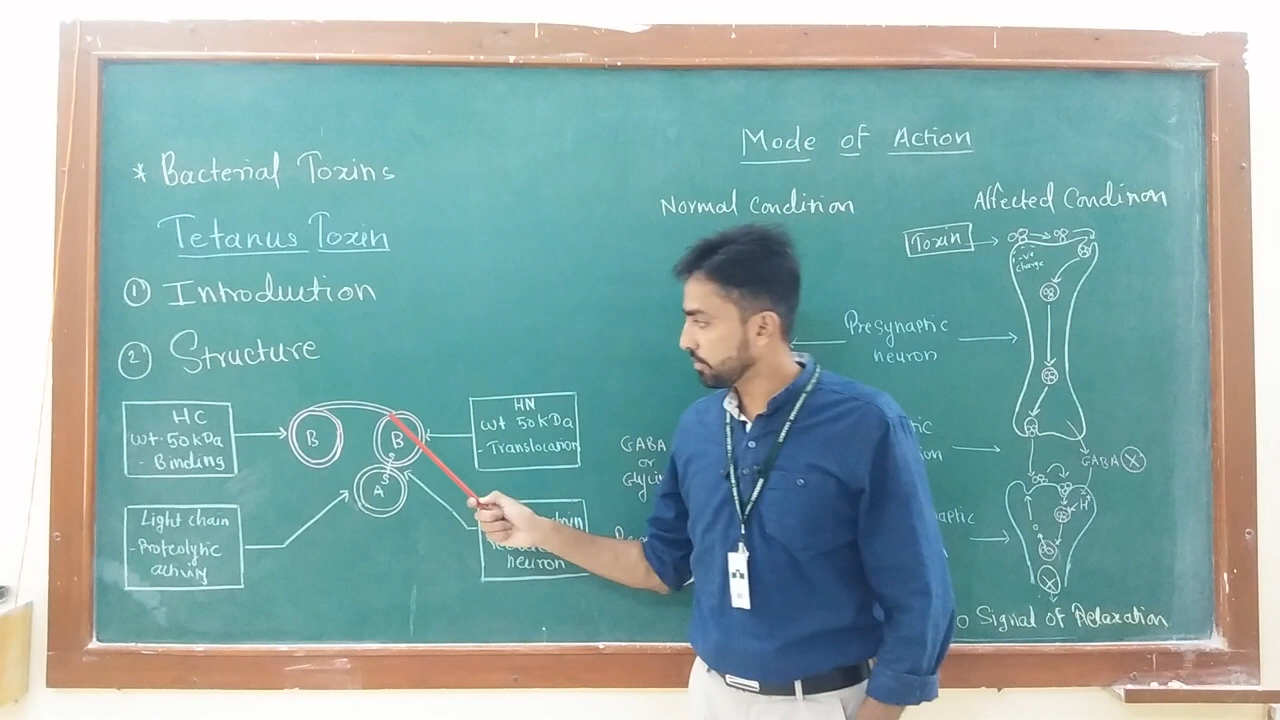 * Bacterial Toxins
Tetanus Toxin
① Introduction
② Structure
HC
wt. 50kDa
- Binding
B
B
S
S
A
HN
wt 50kDa
- Translocation
Light chain
- Proteolytic
activity
neuron
Mode of Action
Normal Condition
Affected Condition
Toxin
-ve
charge
Presynaptic
neuron
GABA
or
GABA X
H+
X
Signal of Relaxation